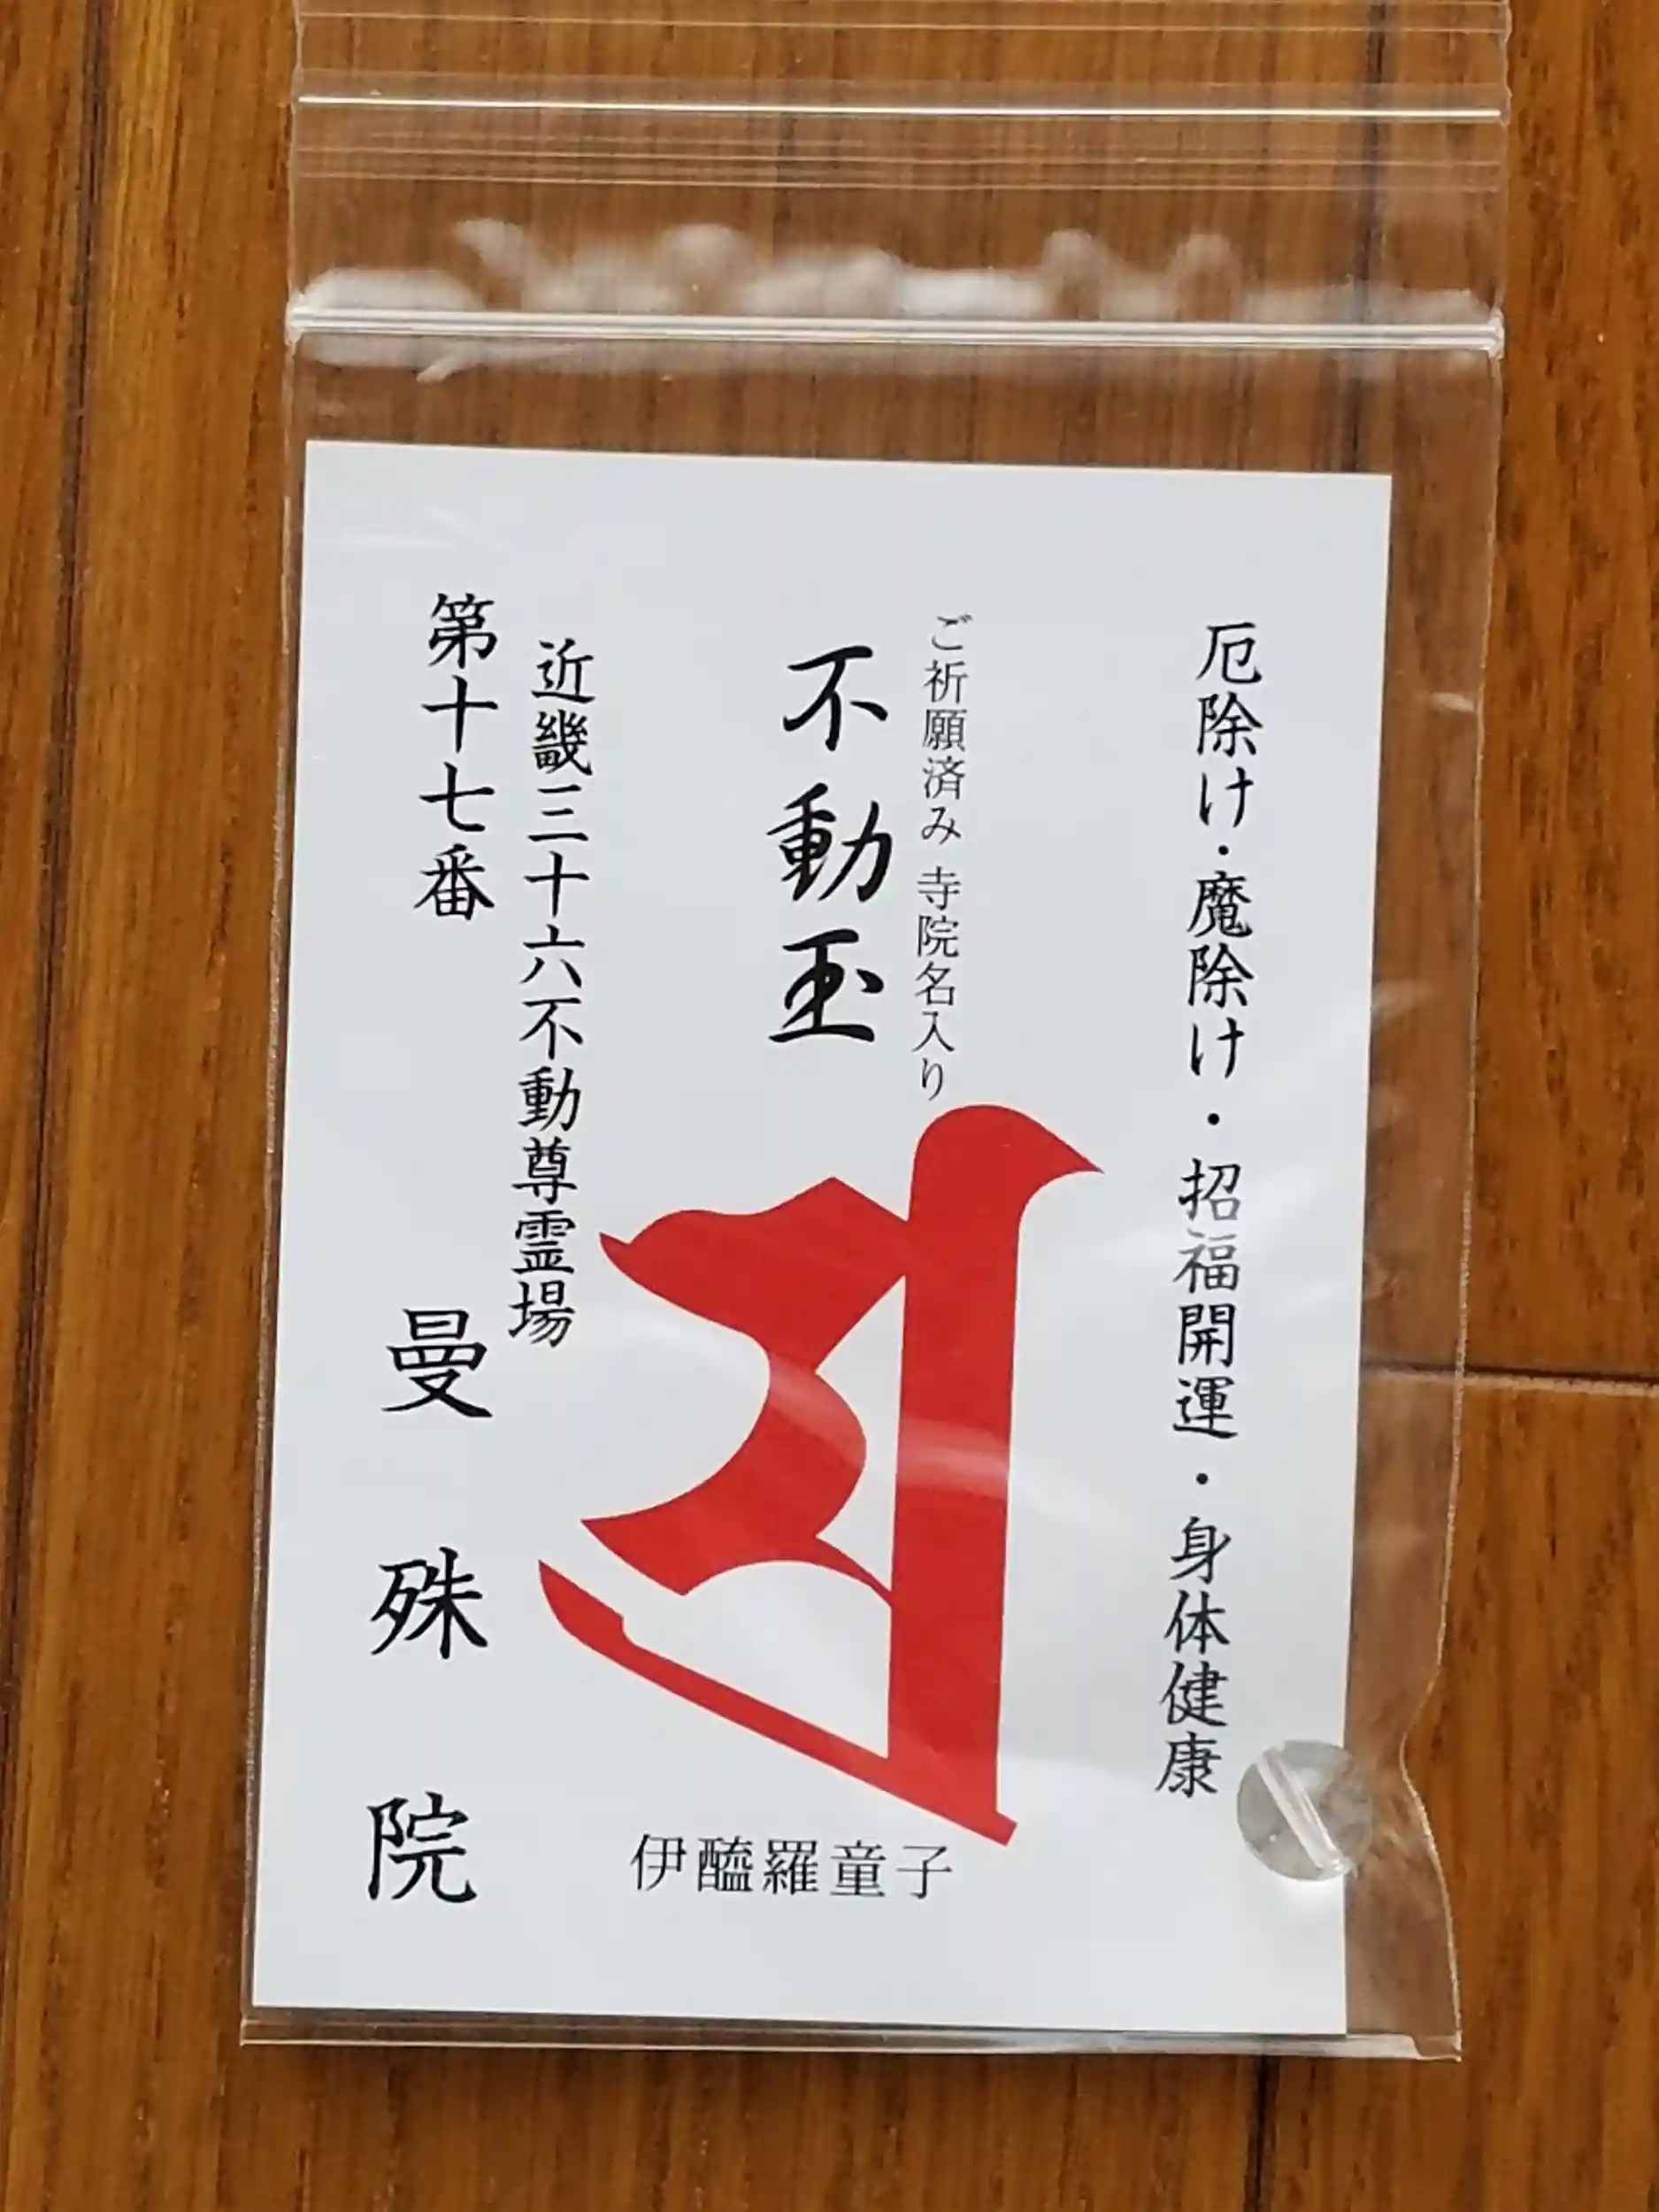 厄除け・魔除け・招福開運・身体健康
ご祈願済み 寺院名入り
不動玉
近畿三十六不動尊霊場
第十七番
曼殊院
伊醯羅童子